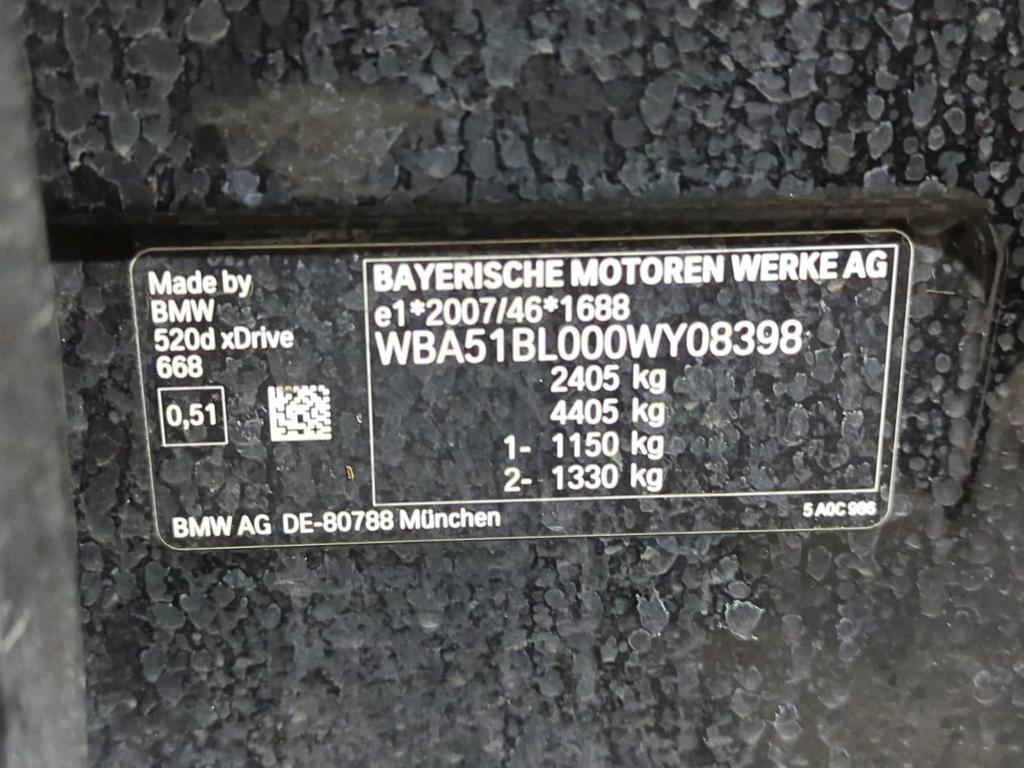 Made by
BMW
520d xDrive
668
0,51
BAYERISCHE MOTOREN WERKE AG
e1*2007/46*1688
WBA51BL000WY08398
2405 kg
4405 kg
1- 1150 kg
2- 1330 kg
BMW AG DE-80788 München
5 A0C 986